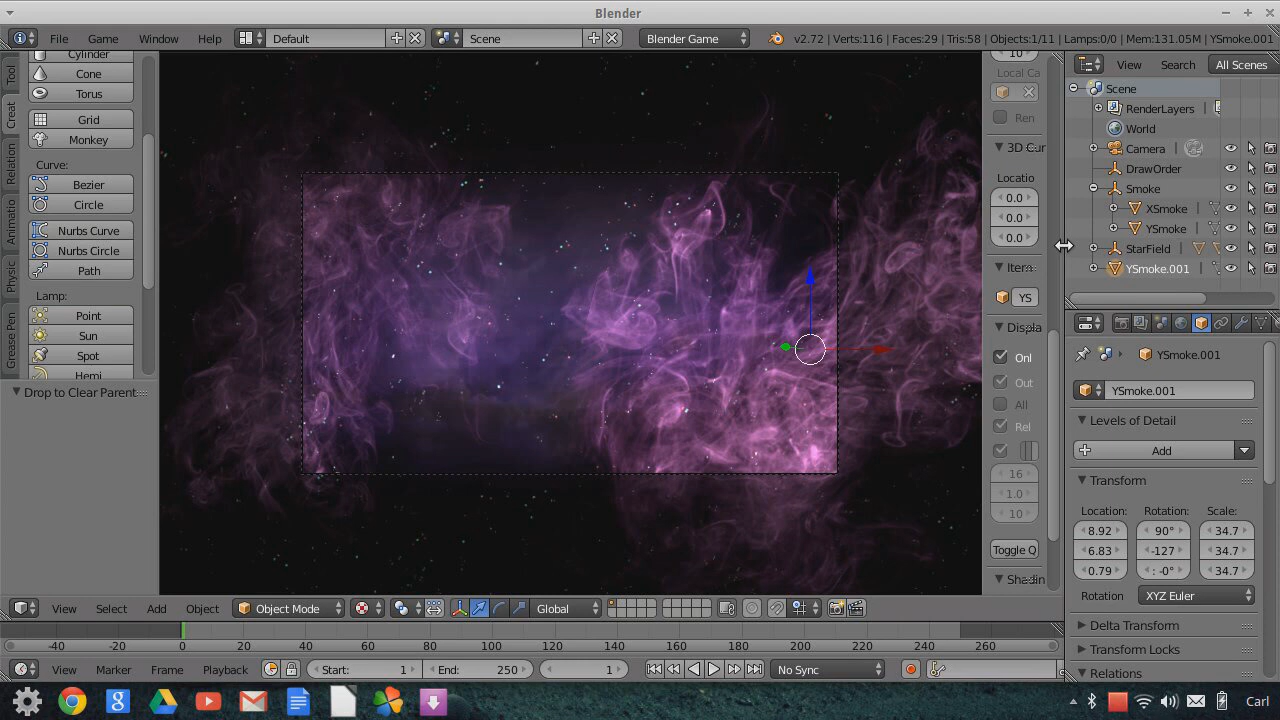 Blender
File Game Window Help Default Scene Blender Game v2.72 | Verts:116 | Faces:29 | Tris:58 | Objects:1/11 | Lamps:0/0 | Mem:131.05M | YSmoke.001
Tool
Creat
Relation
Animatio
Physic
Grease Pen
Cylinder
Cone
Torus
Grid
Monkey
Curve:
Bezier
Circle
Nurbs Curve
Nurbs Circle
Path
Lamp:
Point
Sun
Spot
Hemi
Drop to Clear Parent
10
Local Ca
Ren
3D Cur
Locatio
0.0
0.0
0.0
Item
YS
Displa
Onl
Out
All
Rel
16
1.0
10
Toggle Q
Shadin
View Search All Scenes
Scene
RenderLayers |
World
Camera |
DrawOrder
Smoke
XSmoke |
YSmoke |
StarField |
YSmoke.001 |
YSmoke.001
YSmoke.001
Levels of Detail
Add
Transform
Location: Rotation: Scale:
8.92 90° 34.7
6.83 -127 34.7
0.79 : -0° 34.7
Rotation XYZ Euler
Delta Transform
Transform Locks
Relations
View Select Add Object Object Mode Global
-40 -20 0 20 40 60 80 100 120 140 160 180 200 220 240 260
View Marker Frame Playback Start: 1 End: 250 1 No Sync
Carl